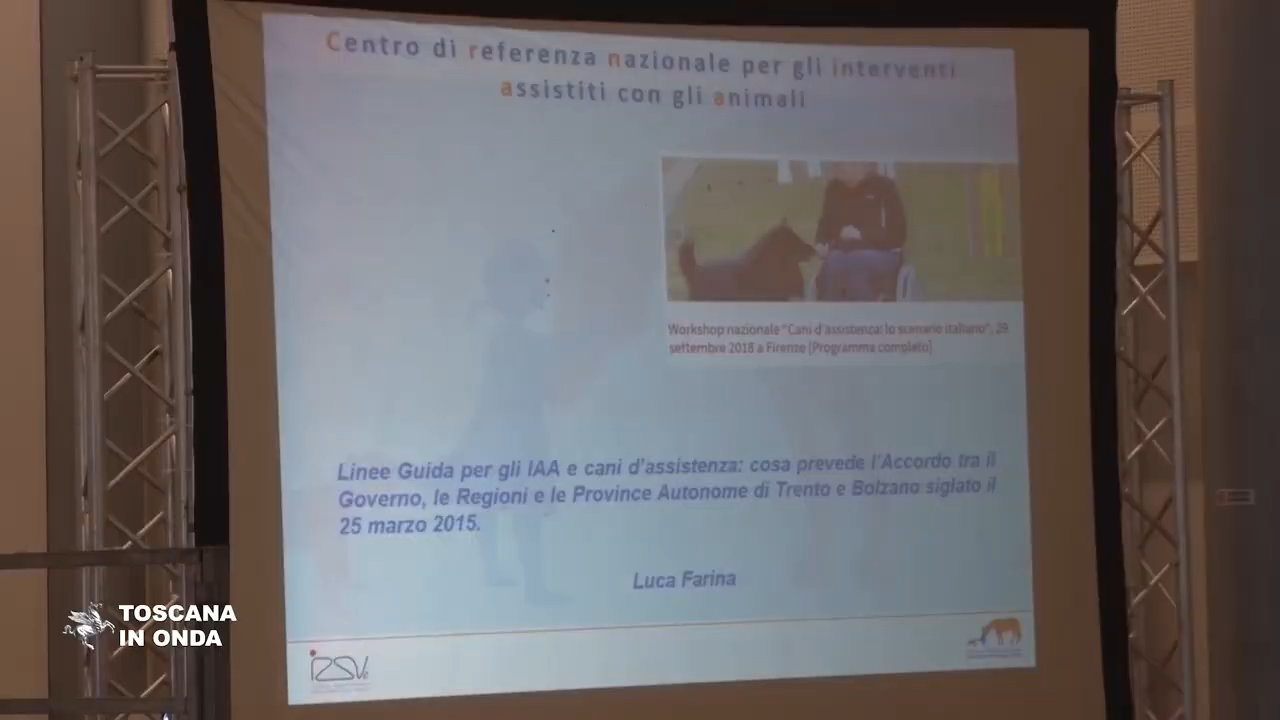 Centro di referenza nazionale per gli interventi
assistiti con gli animali
Workshop nazionale "Cani d'assistenza: lo scenario italiano", 29
settembre 2018 a Firenze [Programma completo]
Linee Guida per gli IAA e cani d'assistenza: cosa prevede l'Accordo tra il
Governo, le Regioni e le Province Autonome di Trento e Bolzano siglato il
25 marzo 2015.
Luca Farina
IZSVe
TOSCANA
IN ONDA